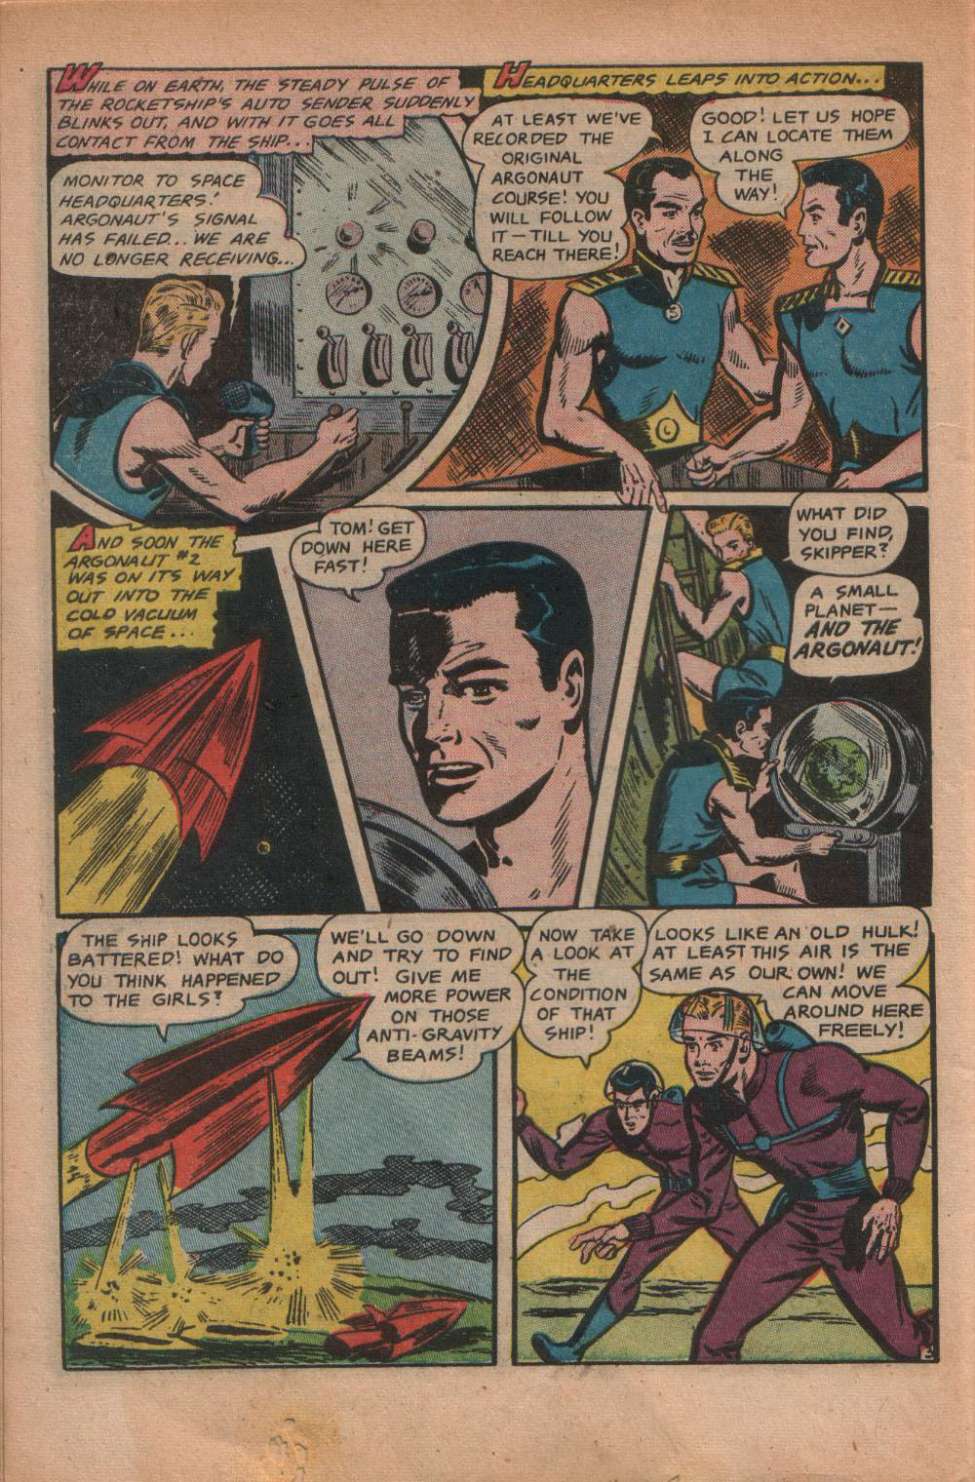 WHILE ON EARTH, THE STEADY PULSE OF
THE ROCKETSHIP'S AUTO SENDER SUDDENLY
BLINKS OUT, AND WITH IT GOES ALL
CONTACT FROM THE SHIP...
MONITOR TO SPACE
HEADQUARTERS!
ARGONAUT'S SIGNAL
HAS FAILED... WE ARE
NO LONGER RECEIVING...
HEADQUARTERS LEAPS INTO ACTION...
AT LEAST WE'VE
RECORDED THE
ORIGINAL
ARGONAUT
COURSE! YOU
WILL FOLLOW
IT—TILL YOU
REACH THERE!
GOOD! LET US HOPE
I CAN LOCATE THEM
ALONG
THE
WAY!
AND SOON THE
ARGONAUT #2
WAS ON IT'S WAY
OUT INTO THE
COLD VACUUM
OF SPACE...
TOM! GET
DOWN HERE
FAST!
WHAT DID
YOU FIND,
SKIPPER?
A SMALL
PLANET—
AND THE
ARGONAUT!
THE SHIP LOOKS
BATTERED! WHAT DO
YOU THINK HAPPENED
TO THE GIRLS?
WE'LL GO DOWN
AND TRY TO FIND
OUT! GIVE ME
MORE POWER
ON THOSE
ANTI-GRAVITY
BEAMS!
NOW TAKE
A LOOK AT
THE
CONDITION
OF THAT
SHIP!
LOOKS LIKE AN OLD HULK!
AT LEAST THIS AIR IS THE
SAME AS OUR OWN! WE
CAN MOVE
AROUND HERE
FREELY!